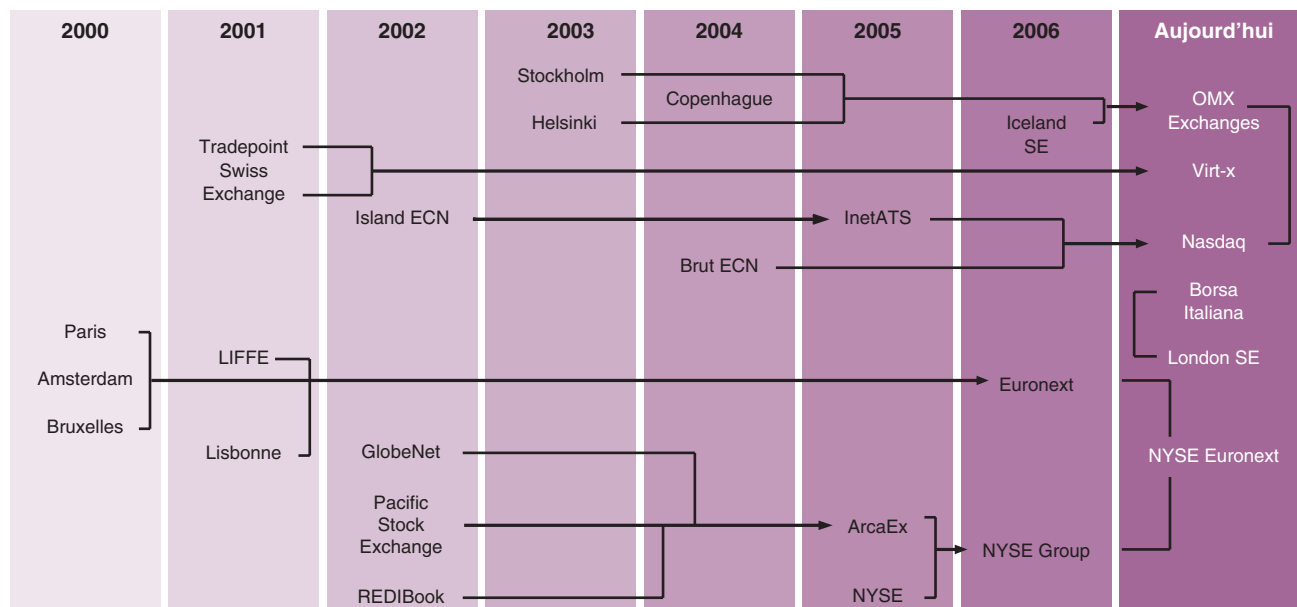 2000 2001 2002 2003 2004 2005 2006 Aujourd'hui
Stockholm
Copenhague
Helsinki
Iceland
SE
OMX
Exchanges
Tradepoint
Swiss
Exchange
Virt-x
Island ECN
InetATS
Brut ECN
Nasdaq
Borsa
Italiana
London SE
Paris
Amsterdam
Bruxelles
LIFFE
Lisbonne
Euronext
NYSE Euronext
GlobeNet
Pacific
Stock
Exchange
REDIBook
ArcaEx
NYSE
NYSE Group